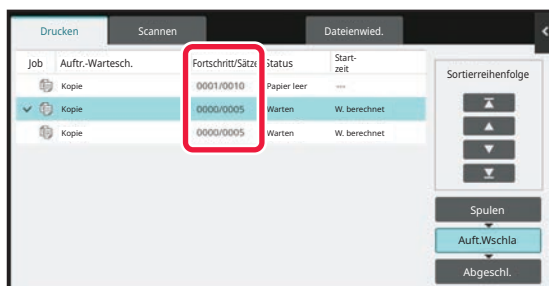 Drucken Scannen Dateienwied.
Job Auftr.-Wartesch. Fortschritt/Sätze Status Start-
zeit
Sortierreihenfolge
Kopie 0001/0010 Papier leer ---
Kopie 0000/0005 Warten W. berechnet
Kopie 0000/0005 Warten W. berechnet
Spulen
Auft.Wschla
Abgeschl.